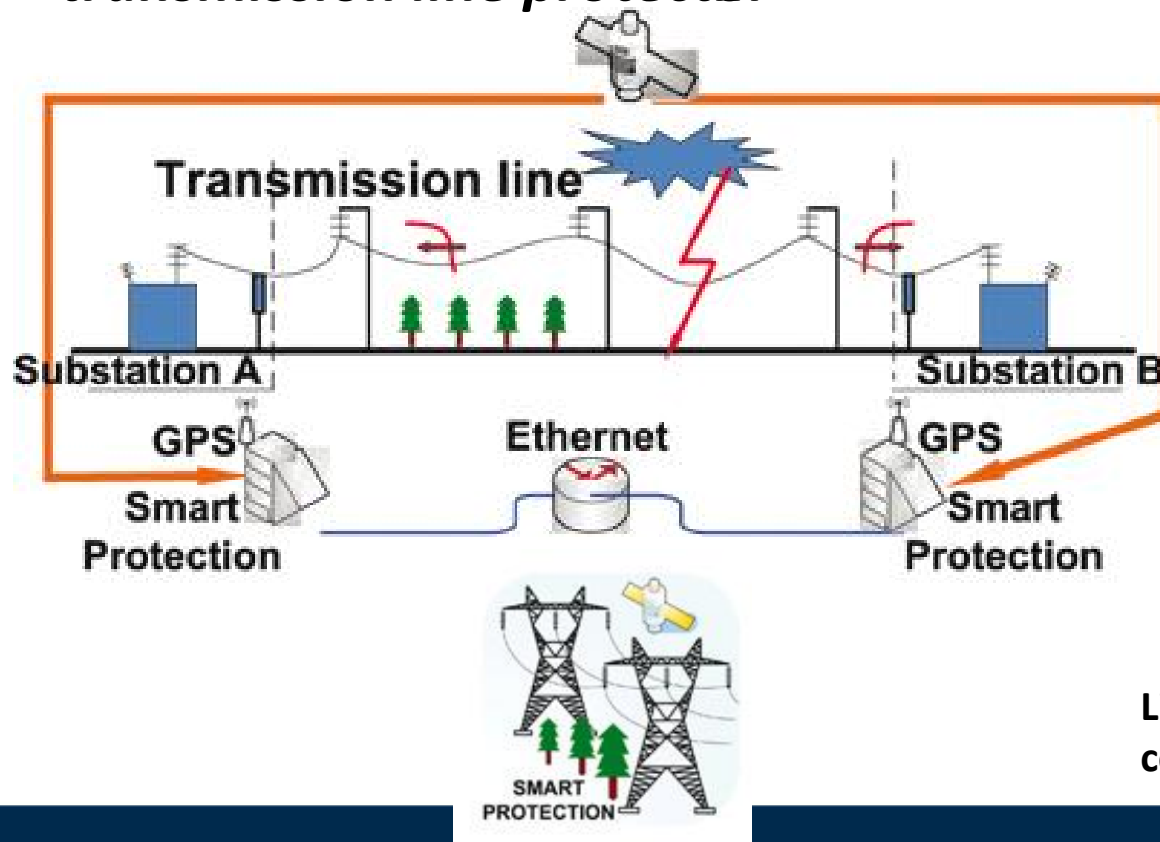 Transmission line
Substation A
Substation B
GPS
Ethernet
GPS
Smart
Protection
Smart
Protection
SMART
PROTECTION